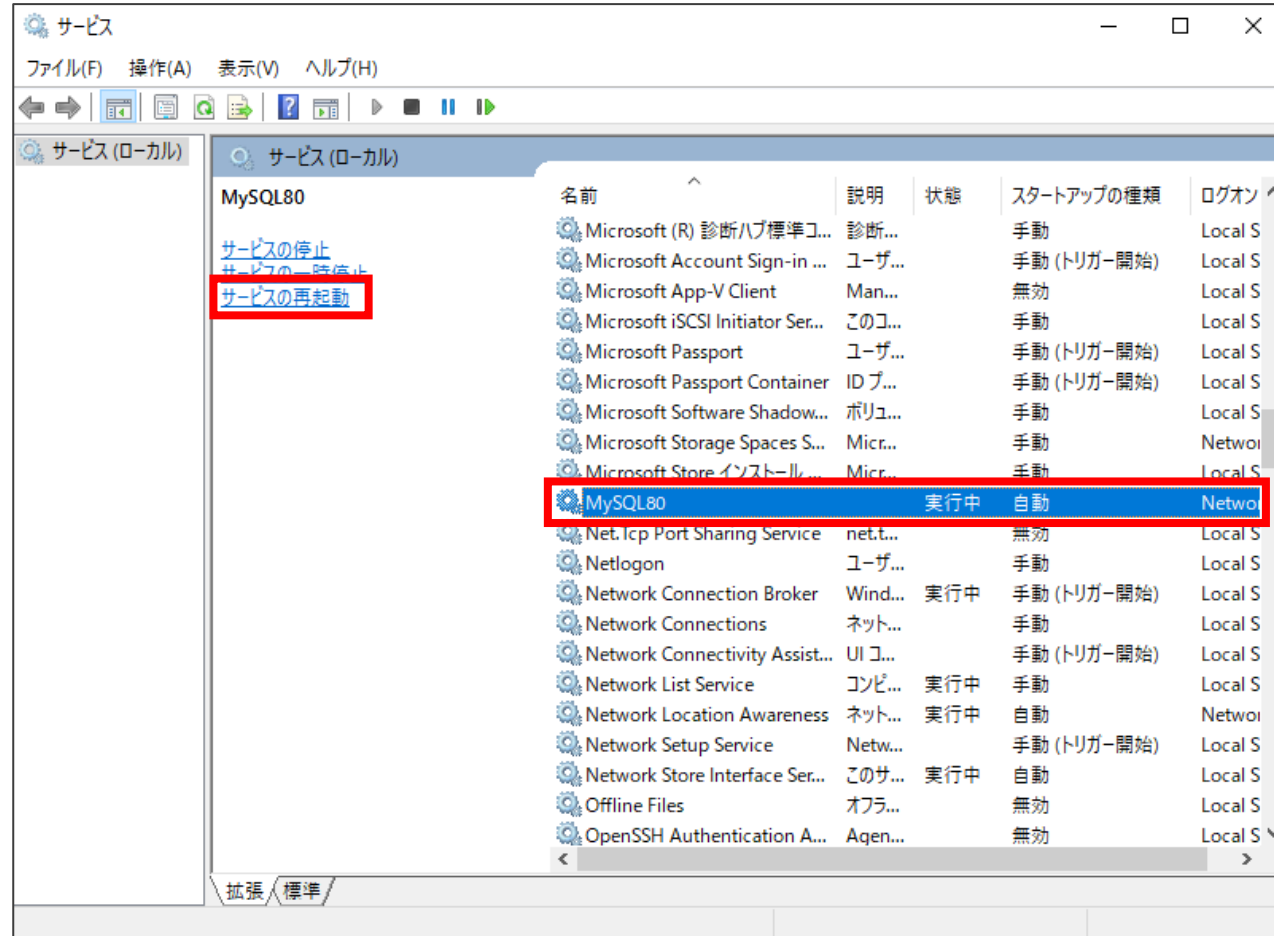 サービス
ファイル(F) 操作(A) 表示(V) ヘルプ(H)
サービス (ローカル)
サービス (ローカル)
MySQL80
サービスの停止
サービスの一時停止
サービスの再起動
名前 説明 状態 スタートアップの種類 ログオン
Microsoft (R) 診断ハブ標準コ... 診断... 手動 Local S
Microsoft Account Sign-in ... ユーザ... 手動 (トリガー開始) Local S
Microsoft App-V Client Man... 無効 Local S
Microsoft iSCSI Initiator Ser... このコ... 手動 Local S
Microsoft Passport ユーザ... 手動 (トリガー開始) Local S
Microsoft Passport Container ID プ... 手動 (トリガー開始) Local S
Microsoft Software Shadow... ボリュ... 手動 Local S
Microsoft Storage Spaces S... Micr... 手動 Networ
Microsoft Store インストール ... Micr... 手動 Local S
MySQL80 実行中 自動 Networ
Net.Tcp Port Sharing Service net.t... 無効 Local S
Netlogon ユーザ... 手動 Local S
Network Connection Broker Wind... 実行中 手動 (トリガー開始) Local S
Network Connections ネット... 手動 Local S
Network Connectivity Assist... UI コ... 手動 (トリガー開始) Local S
Network List Service コンピ... 実行中 手動 Local S
Network Location Awareness ネット... 実行中 自動 Networ
Network Setup Service Netw... 手動 (トリガー開始) Local S
Network Store Interface Ser... このサ... 実行中 自動 Local S
Offline Files オフラ... 無効 Local S
OpenSSH Authentication A... Agen... 無効 Local S
拡張 標準